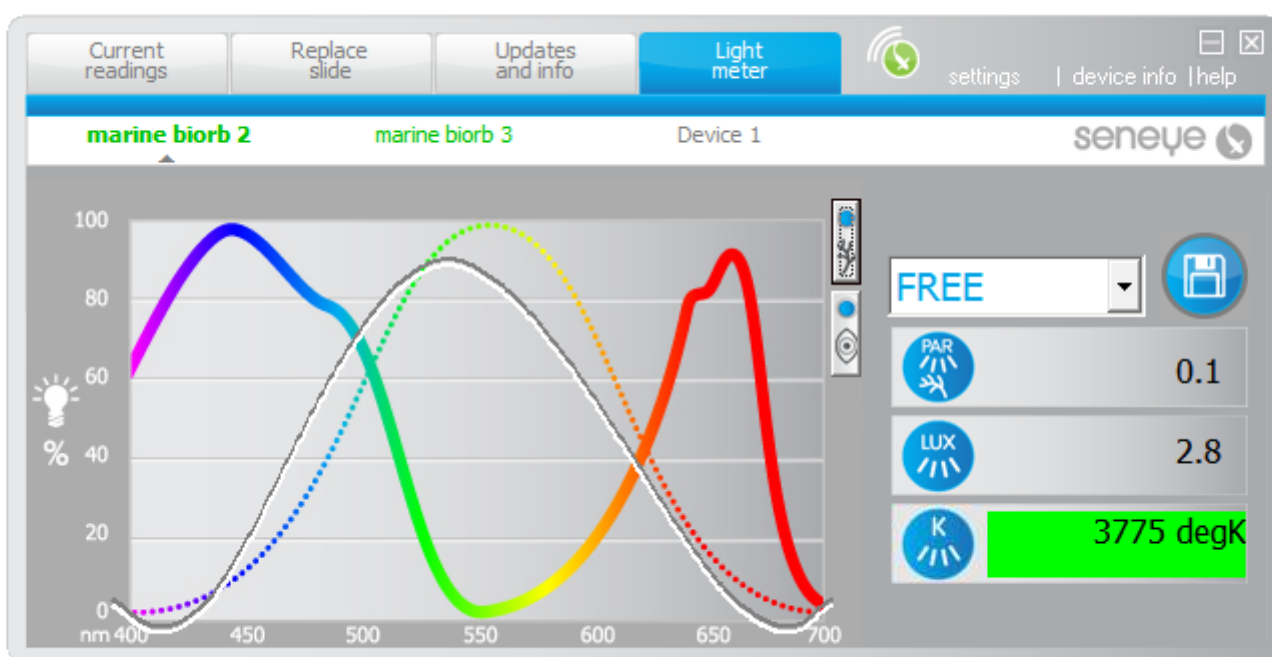 Current
readings
Replace
slide
Updates
and info
Light
meter
settings | device info | help
marine biorb 2
marine biorb 3
Device 1
seneye
100
80
60
%
40
20
0
nm 400 450 500 550 600 650 700
FREE
PAR
0.1
LUX
2.8
K
3775 degK